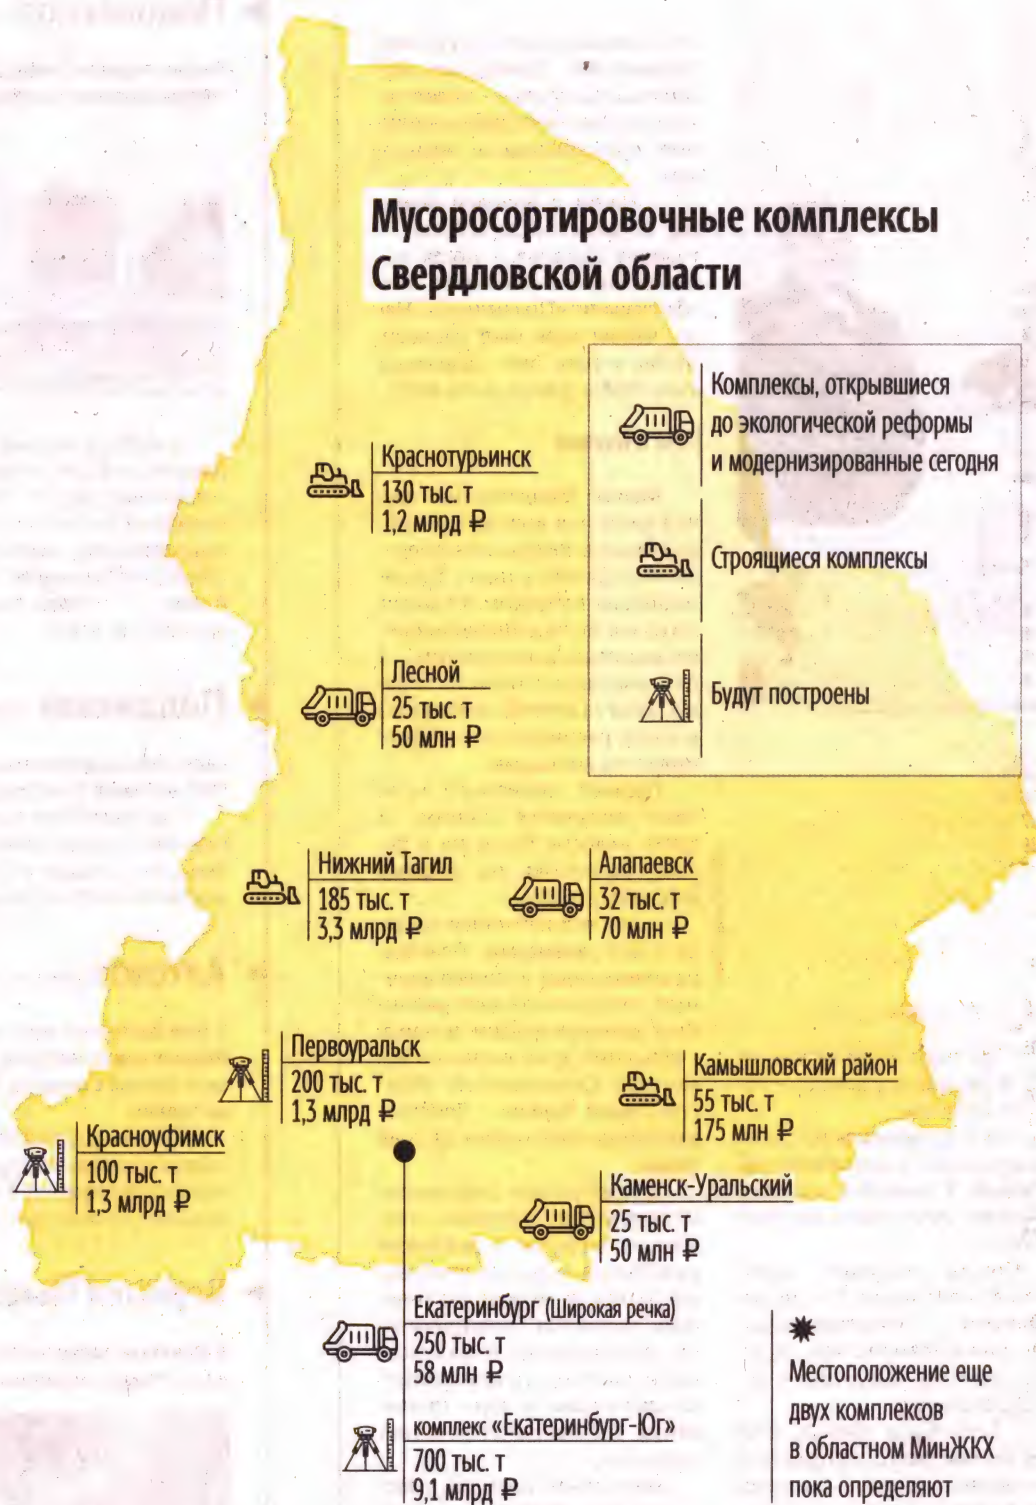 Мусоросортировочные комплексы
Свердловской области
Комплексы, открывшиеся
до экологической реформы
и модернизированные сегодня
Строящиеся комплексы
Будут построены
Краснотурьинск
130 тыс. т
1,2 млрд ₽
Лесной
25 тыс. т
50 млн ₽
Нижний Тагил
185 тыс. т
3,3 млрд ₽
Алапаевск
32 тыс. т
70 млн ₽
Первоуральск
200 тыс. т
1,3 млрд ₽
Камышловский район
55 тыс. т
175 млн ₽
Красноуфимск
100 тыс. т
1,3 млрд ₽
Каменск-Уральский
25 тыс. т
50 млн ₽
Екатеринбург (Широкая речка)
250 тыс. т
58 млн ₽
комплекс «Екатеринбург-Юг»
700 тыс. т
9,1 млрд ₽
Местоположение еще
двух комплексов
в областном МинЖКХ
пока определяют